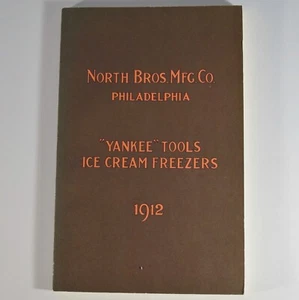 NORTH BROS. MFG CO.
PHILADELPHIA
"YANKEE" TOOLS
ICE CREAM FREEZERS
1912